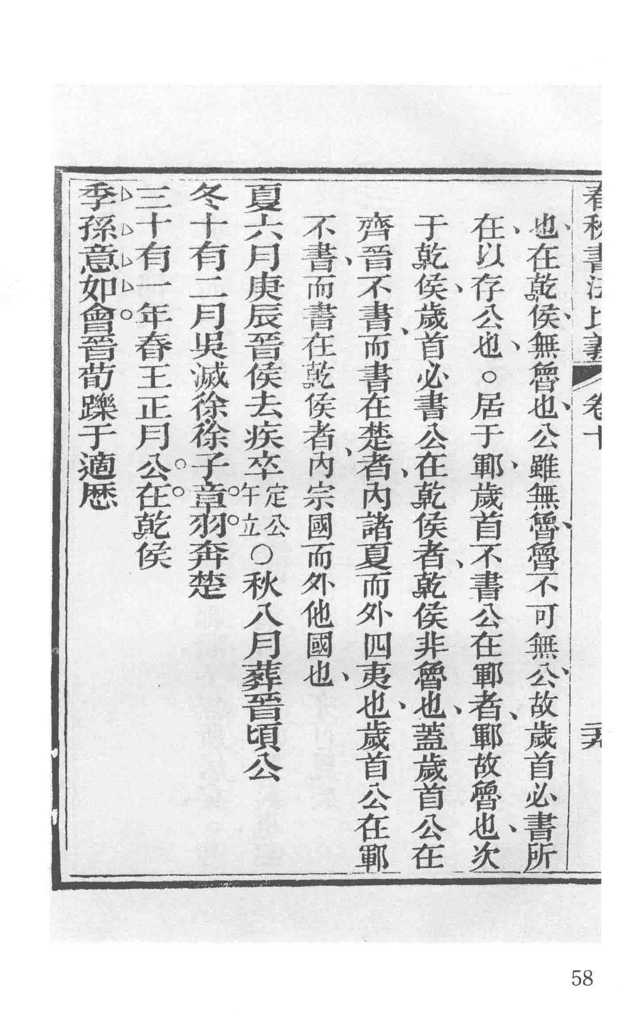 春秋書法比義 卷十
也在乾侯無魯也公雖無魯魯不可無公故歲首必書所
在以存公也○居于鄆歲首不書公在鄆者鄆故魯也次
于乾侯歲首必書公在乾侯者乾侯非魯也蓋歲首公在
齊晉不書而書在楚者內諸夏而外四夷也歲首公在鄆
不書而書在乾侯者內宗國而外他國也
夏六月庚辰晉侯去疾卒定公午立○秋八月葬晉頃公
冬十有二月吳滅徐徐子章羽奔楚
三十有一年春王正月公在乾侯
季孫意如會晉荀躒于適歷
58